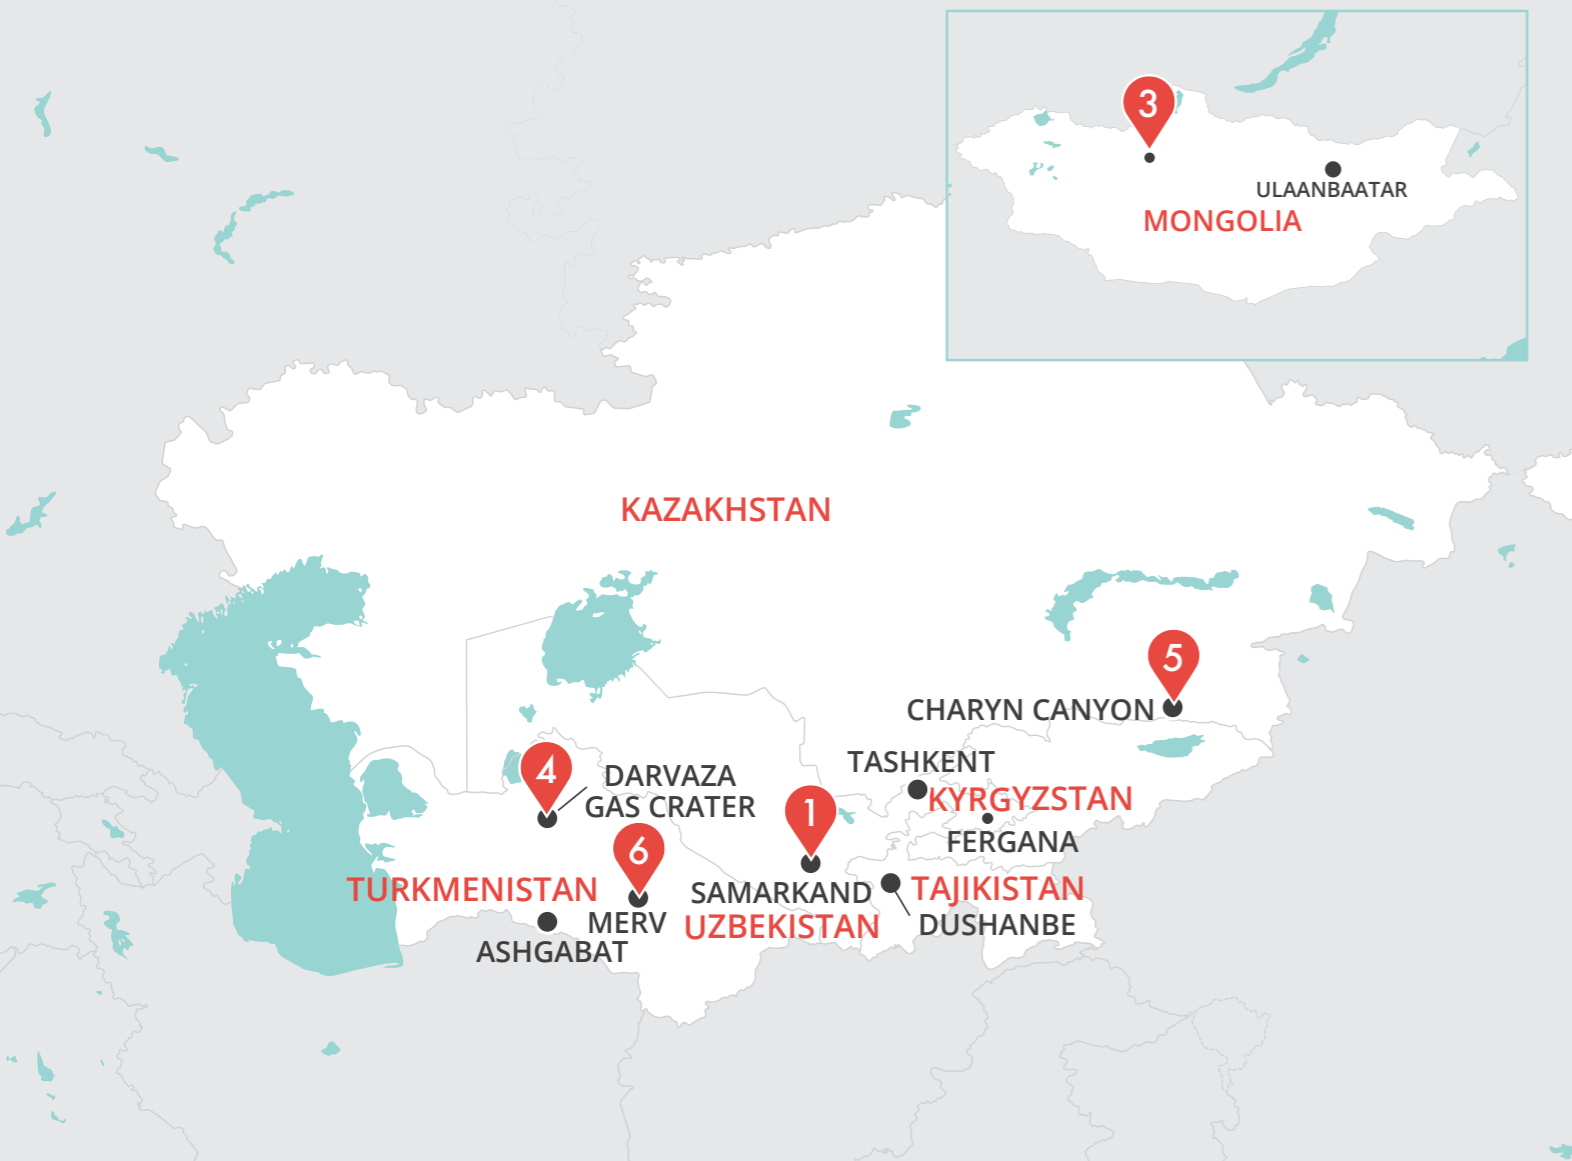 3
ULAANBAATAR
MONGOLIA
KAZAKHSTAN
5
CHARYN CANYON
TASHKENT
4
DARVAZA
GAS CRATER
KYRGYZSTAN
1
FERGANA
6
TURKMENISTAN
SAMARKAND
TAJIKISTAN
MERV
UZBEKISTAN
DUSHANBE
ASHGABAT